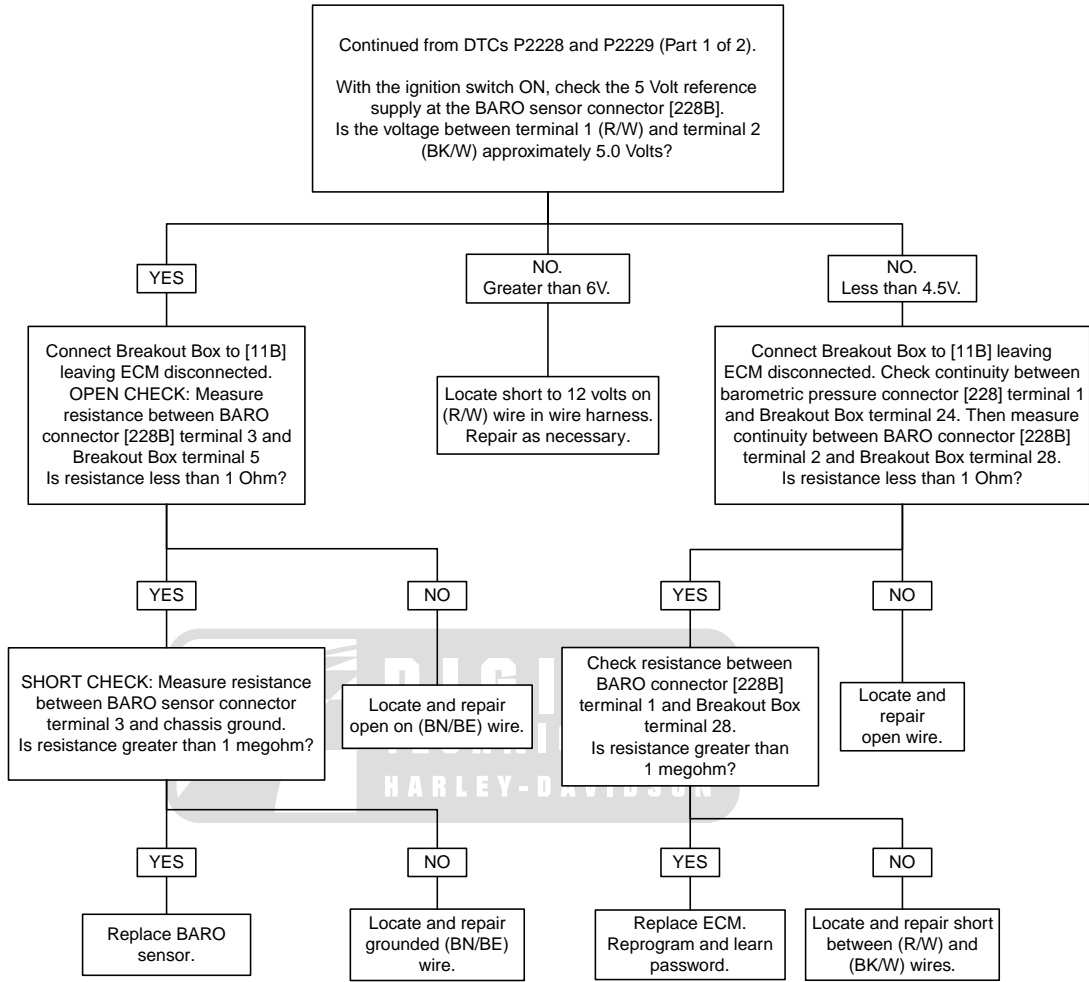 Continued from DTCs P2228 and P2229 (Part 1 of 2).
With the ignition switch ON, check the 5 Volt reference
supply at the BARO sensor connector [228B].
Is the voltage between terminal 1 (R/W) and terminal 2
(BK/W) approximately 5.0 Volts?
YES
NO.
Greater than 6V.
NO.
Less than 4.5V.
Connect Breakout Box to [11B]
leaving ECM disconnected.
OPEN CHECK: Measure
resistance between BARO
connector [228B] terminal 3 and
Breakout Box terminal 5
Is resistance less than 1 Ohm?
Locate short to 12 volts on
(R/W) wire in wire harness.
Repair as necessary.
Connect Breakout Box to [11B] leaving
ECM disconnected. Check continuity between
barometric pressure connector [228] terminal 1
and Breakout Box terminal 24. Then measure
continuity between BARO connector [228B]
terminal 2 and Breakout Box terminal 28.
Is resistance less than 1 Ohm?
YES
NO
YES
NO
SHORT CHECK: Measure resistance
between BARO sensor connector
terminal 3 and chassis ground.
Is resistance greater than 1 megohm?
Locate and repair
open on (BN/BE) wire.
Check resistance between
BARO connector [228B]
terminal 1 and Breakout Box
terminal 28.
Is resistance greater than
1 megohm?
Locate and
repair
open wire.
HARLEY-DAVIDSON
YES
NO
YES
NO
Replace BARO
sensor.
Locate and repair
grounded (BN/BE)
wire.
Replace ECM.
Reprogram and learn
password.
Locate and repair short
between (R/W) and
(BK/W) wires.